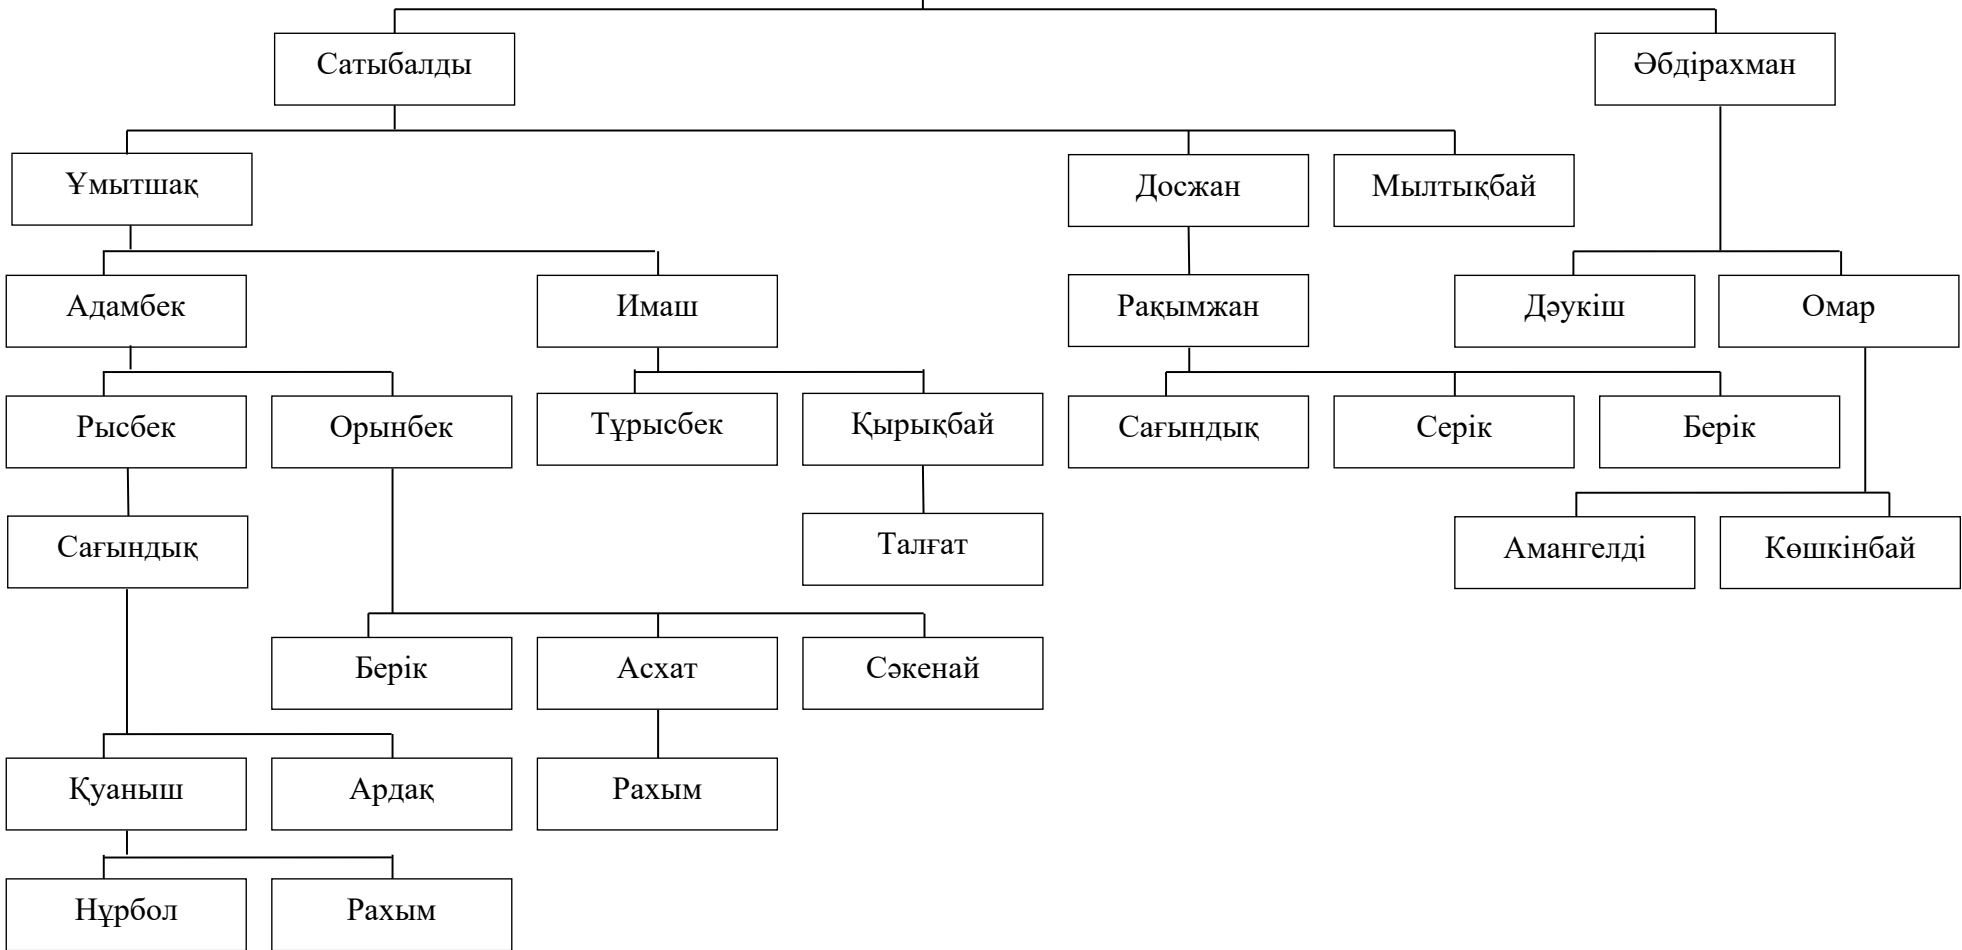 Сатыбалды
Әбдірахман
Ұмытшақ
Досжан
Мылтықбай
Адамбек
Имаш
Рақымжан
Дәукіш
Омар
Рысбек
Орынбек
Тұрысбек
Қырықбай
Сағындық
Серік
Берік
Сағындық
Талғат
Амангелді
Көшкінбай
Берік
Асхат
Сәкенай
Қуаныш
Ардақ
Рахым
Нұрбол
Рахым